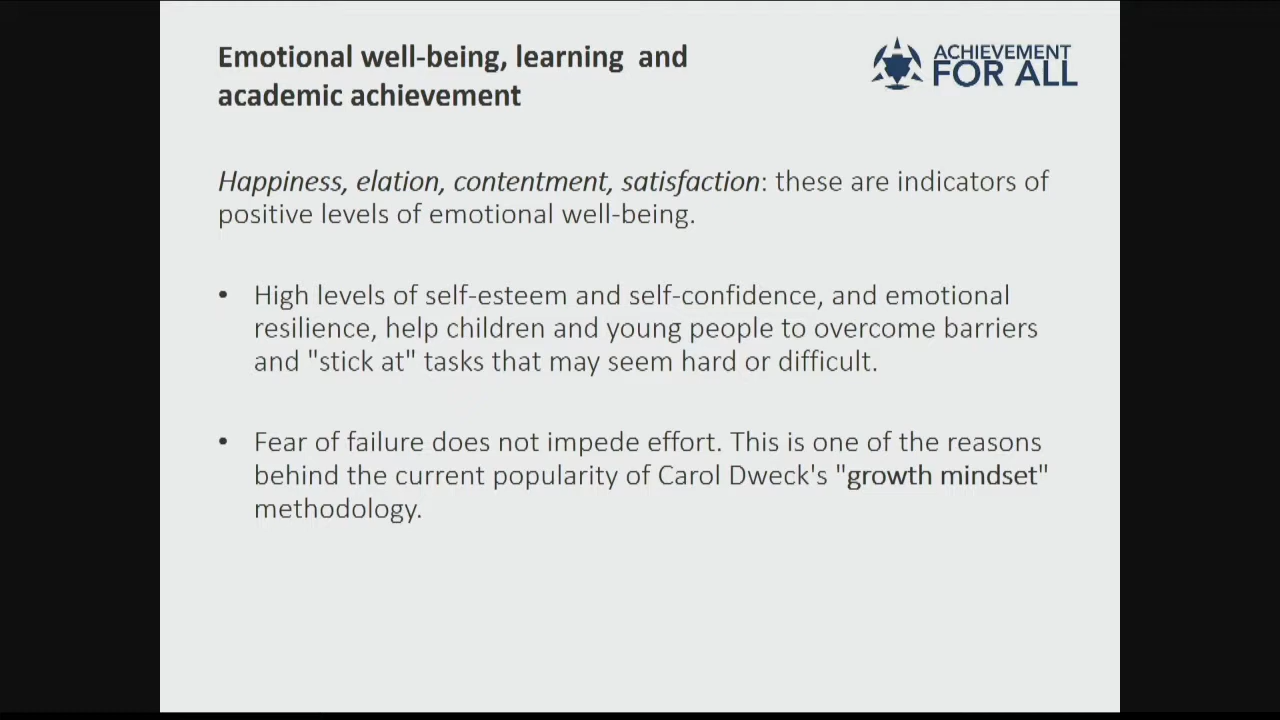 Emotional well-being, learning  and
academic achievement
ACHIEVEMENT
FOR ALL
Happiness, elation, contentment, satisfaction: these are indicators of
positive levels of emotional well-being.
• High levels of self-esteem and self-confidence, and emotional
resilience, help children and young people to overcome barriers
and "stick at" tasks that may seem hard or difficult.
• Fear of failure does not impede effort. This is one of the reasons
behind the current popularity of Carol Dweck's "growth mindset"
methodology.